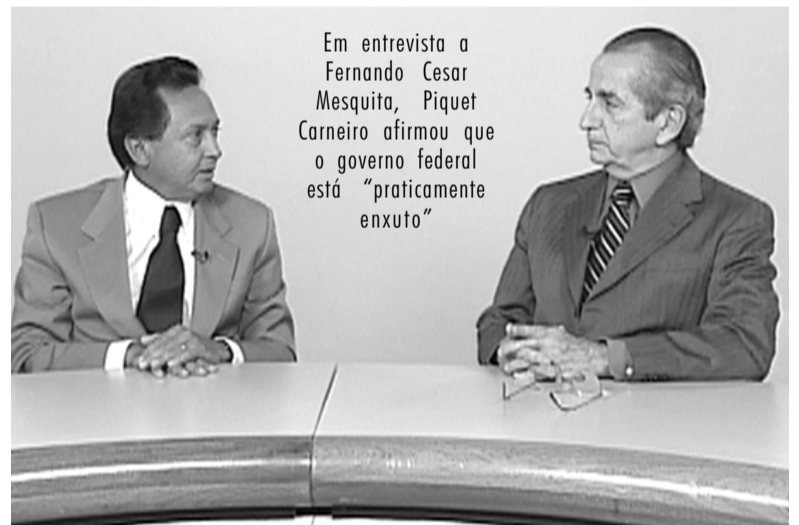 Em entrevista a
Fernando Cesar
Mesquita, Piquet
Carneiro afirmou que
o governo federal
está “praticamente
enxuto”